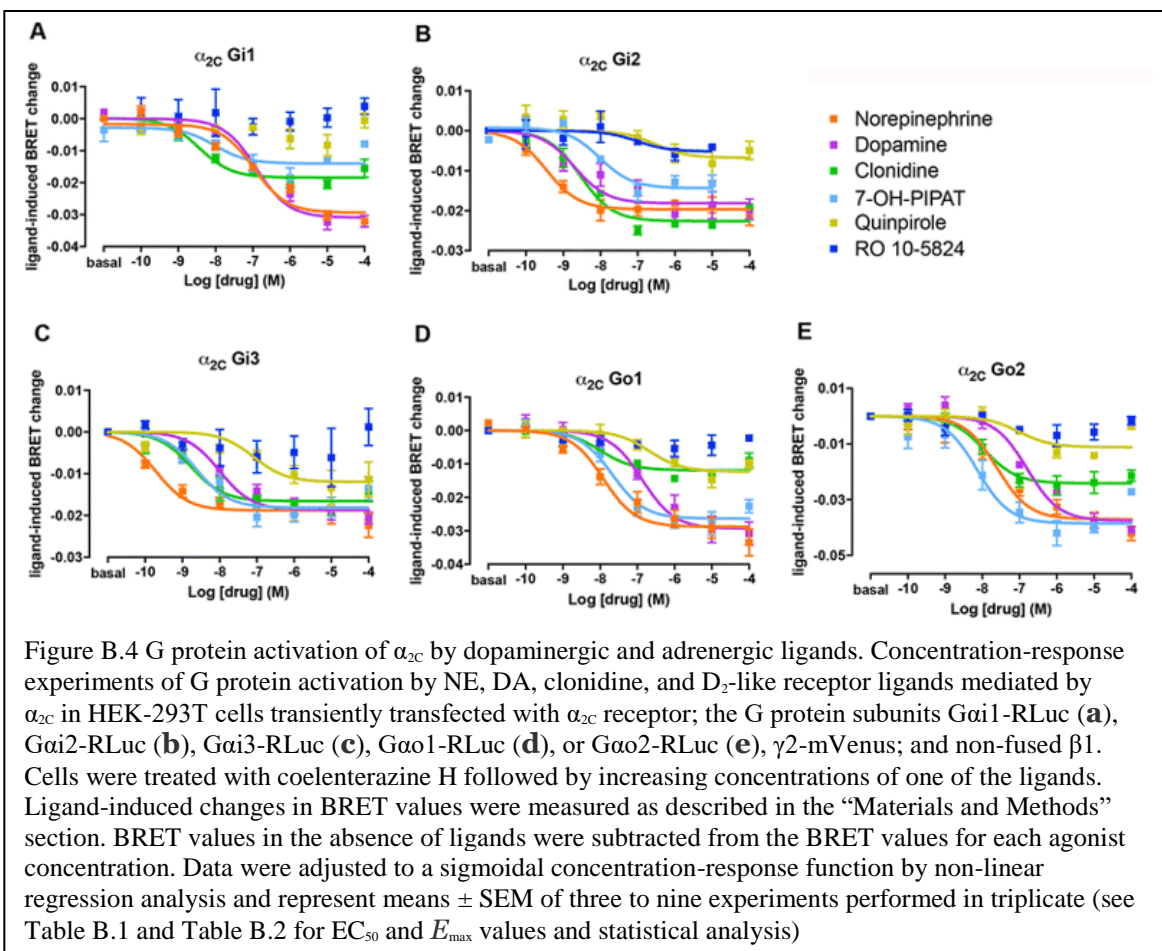 A
α2C Gi1
ligand-induced BRET change
0.01
0.00
-0.01
-0.02
-0.03
-0.04
basal -10 -9 -8 -7 -6 -5 -4
Log [drug] (M)
B
α2C Gi2
ligand-induced BRET change
0.01
0.00
-0.01
-0.02
-0.03
basal -10 -9 -8 -7 -6 -5 -4
Log [drug] (M)
Norepinephrine
Dopamine
Clonidine
7-OH-PIPAT
Quinpirole
RO 10-5824
C
α2C Gi3
ligand-induced BRET change
0.01
0.00
-0.01
-0.02
-0.03
basal -10 -9 -8 -7 -6 -5 -4
Log [drug] (M)
D
α2C Go1
ligand-induced BRET change
0.01
0.00
-0.01
-0.02
-0.03
-0.04
basal -10 -9 -8 -7 -6 -5 -4
Log [drug] (M)
E
α2C Go2
ligand-induced BRET change
0.01
-0.01
-0.03
-0.05
basal -10 -9 -8 -7 -6 -5 -4
Log [drug] (M)
Figure B.4 G protein activation of α2C by dopaminergic and adrenergic ligands. Concentration-response
experiments of G protein activation by NE, DA, clonidine, and D2-like receptor ligands mediated by
α2C in HEK-293T cells transiently transfected with α2C receptor; the G protein subunits Gαi1-RLuc (a),
Gαi2-RLuc (b), Gαi3-RLuc (c), Gαo1-RLuc (d), or Gαo2-RLuc (e), γ2-mVenus; and non-fused β1.
Cells were treated with coelenterazine H followed by increasing concentrations of one of the ligands.
Ligand-induced changes in BRET values were measured as described in the “Materials and Methods”
section. BRET values in the absence of ligands were subtracted from the BRET values for each agonist
concentration. Data were adjusted to a sigmoidal concentration-response function by non-linear
regression analysis and represent means ± SEM of three to nine experiments performed in triplicate (see
Table B.1 and Table B.2 for EC50 and Emax values and statistical analysis)